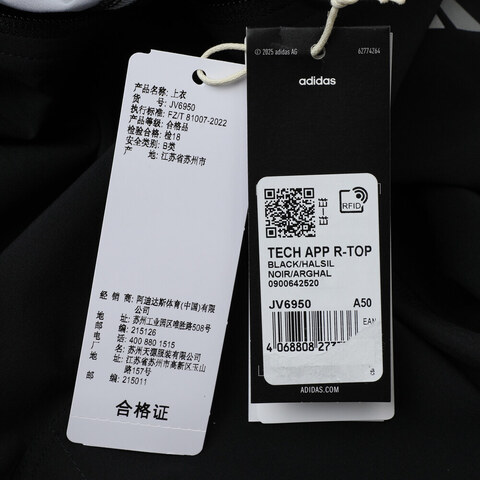 产品名称: 上衣
货 号: JV6950
执行标准: FZ/T 81007-2022
产品等级: 合格品
检验合格: 检18
安全类别: B类
产 地: 江苏省苏州市
经 销 商: 阿迪达斯体育(中国)有限
公司
地址: 苏州工业园区唯胜路508号
邮编: 215126
电话: 400 880 1515
厂商: 苏州天源服装有限公司
地址: 江苏省苏州市高新区玉山
路157号
邮编: 215011
合格证
© 2025 adidas AG
62774264
adidas
RFID
TECH APP R-TOP
BLACK/HALSIL
NOIR/ARGHAL
0900642520
JV6950 A50
EAN
4 068808 27
ADIDAS.COM